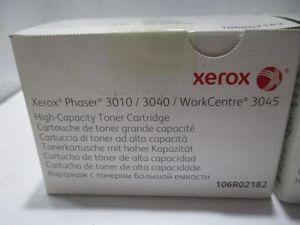 106R02182
xerox
Xerox® Phaser® 3010 / 3040 / WorkCentre® 3045
High-Capacity Toner Cartridge
Cartouche de toner grande capacité
Cartuccia di toner ad alta capacità
Tonerkartusche mit hoher Kapazität
Cartucho de tóner de alta capacidad
Cartucho de toner de alta capacidade
Картридж с тонером большой емкости
106R02182